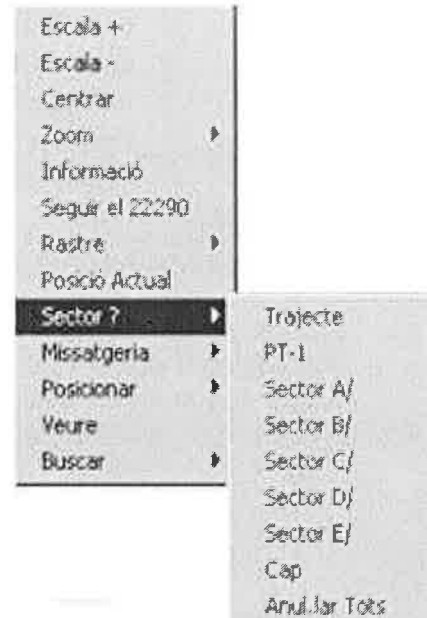 Escala +
Escala -
Centrar
Zoom
Informació
Seguir el 22290
Rastre
Posició Actual
Sector ?
Missatgeria
Posicionar
Veure
Buscar
Trajecte
PT-1
Sector A/
Sector B/
Sector C/
Sector D/
Sector E/
Cap
Anul.lar Tots